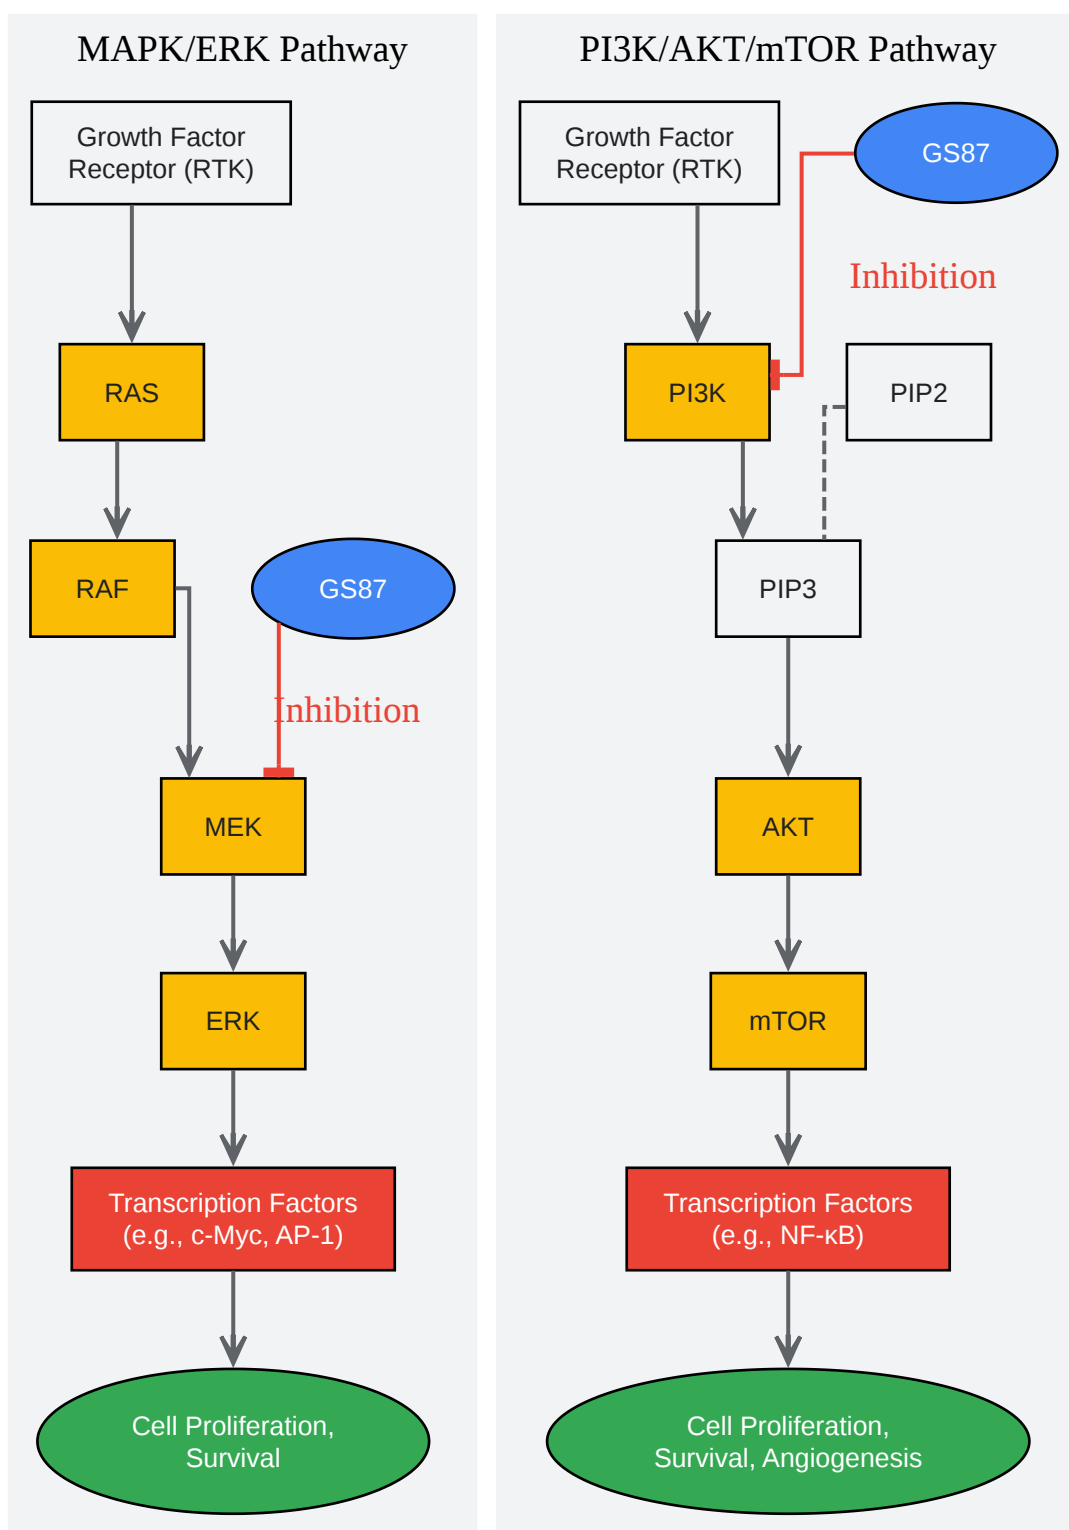 MAPK/ERK Pathway
Growth Factor
Receptor (RTK)
RAS
RAF
GS87
Inhibition
MEK
ERK
Transcription Factors
(e.g., c-Myc, AP-1)
Cell Proliferation,
Survival
PI3K/AKT/mTOR Pathway
Growth Factor
Receptor (RTK)
GS87
Inhibition
PI3K
PIP2
PIP3
AKT
mTOR
Transcription Factors
(e.g., NF-κB)
Cell Proliferation,
Survival, Angiogenesis